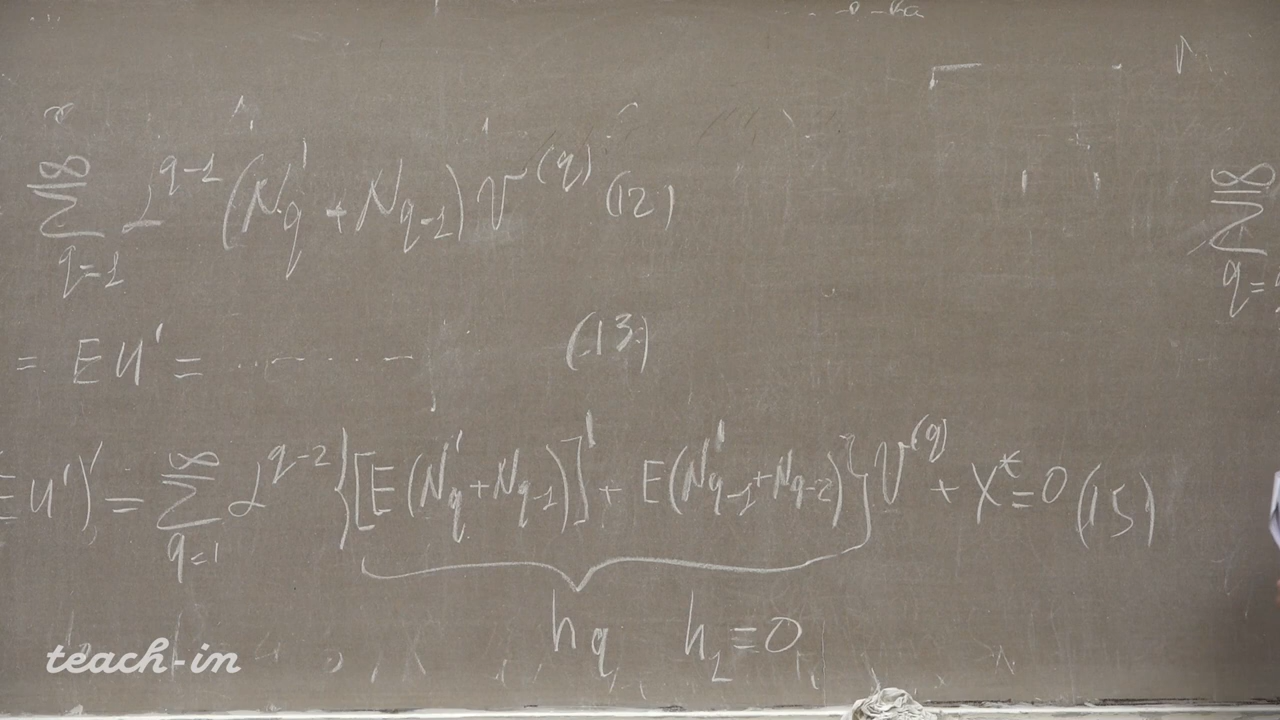 ∑_{q=1}^{∞} α^{q-1} (N'_q + N_{q-1}) v^{(q)} (12)
∑_{q=
= E u' = ........ (13)
E u')' = ∑_{q=1}^{∞} α^{q-2} {[E(N'_q + N_{q-1})]' + E(N'_{q-1} + N_{q-2})} v^{(q)} + X^* = 0 (15)
h_q h_1 ≡ 0
teach-in